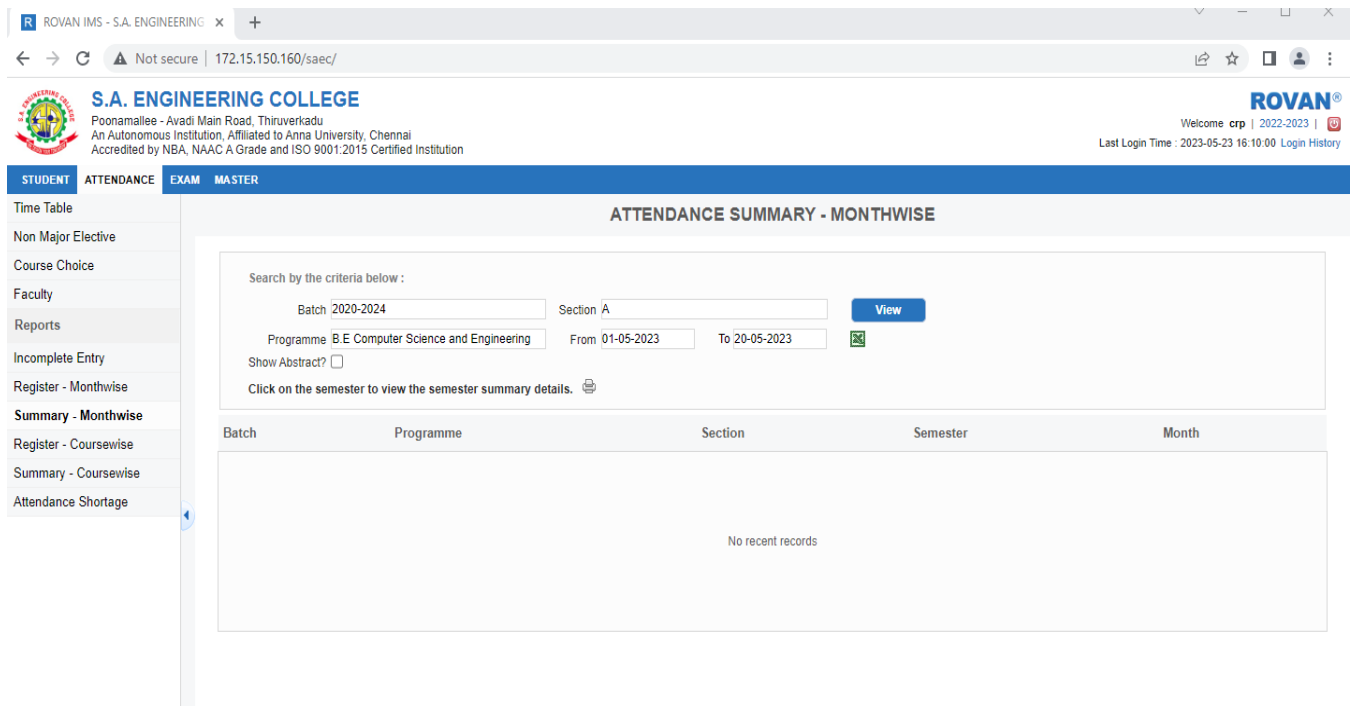 R ROVAN IMS - S.A. ENGINEERING
Not secure | 172.15.150.160/saec/
S.A. ENGINEERING COLLEGE
Poonamallee - Avadi Main Road, Thiruverkadu
An Autonomous Institution, Affiliated to Anna University, Chennai
Accredited by NBA, NAAC A Grade and ISO 9001:2015 Certified Institution
ROVAN®
Welcome crp | 2022-2023 |
Last Login Time : 2023-05-23 16:10:00 Login History
STUDENT ATTENDANCE EXAM MASTER
Time Table
Non Major Elective
Course Choice
Faculty
Reports
Incomplete Entry
Register - Monthwise
Summary - Monthwise
Register - Coursewise
Summary - Coursewise
Attendance Shortage
ATTENDANCE SUMMARY - MONTHWISE
Search by the criteria below :
Batch 2020-2024 Section A View
Programme B.E Computer Science and Engineering From 01-05-2023 To 20-05-2023
Show Abstract?
Click on the semester to view the semester summary details.
Batch Programme Section Semester Month
No recent records